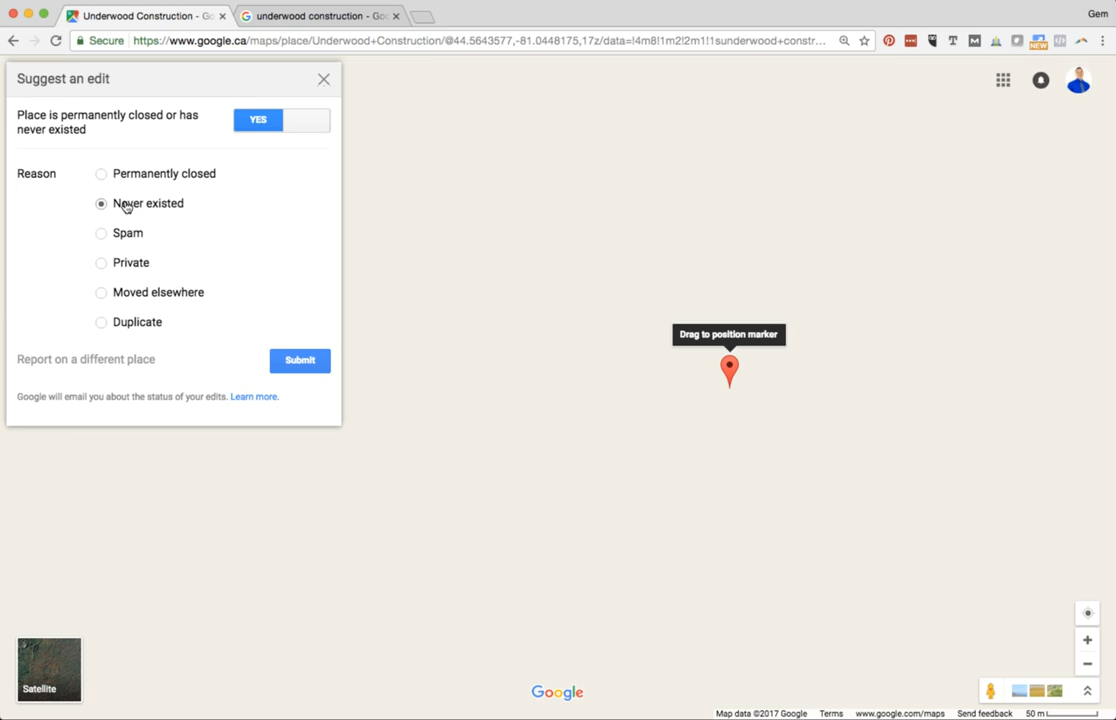 Underwood Construction - Go
underwood construction - Goo
Gem
Secure
https://www.google.ca/maps/place/Underwood+Construction/@44.5643577,-81.0448175,17z/data=!4m8!1m2!2m1!1sunderwood+constr...
NEW
Suggest an edit
Place is permanently closed or has
never existed
YES
Reason
Permanently closed
Never existed
Spam
Private
Moved elsewhere
Duplicate
Report on a different place
Submit
Google will email you about the status of your edits. Learn more.
Drag to position marker
Satellite
Google
Map data ©2017 Google
Terms
www.google.com/maps
Send feedback
50 m